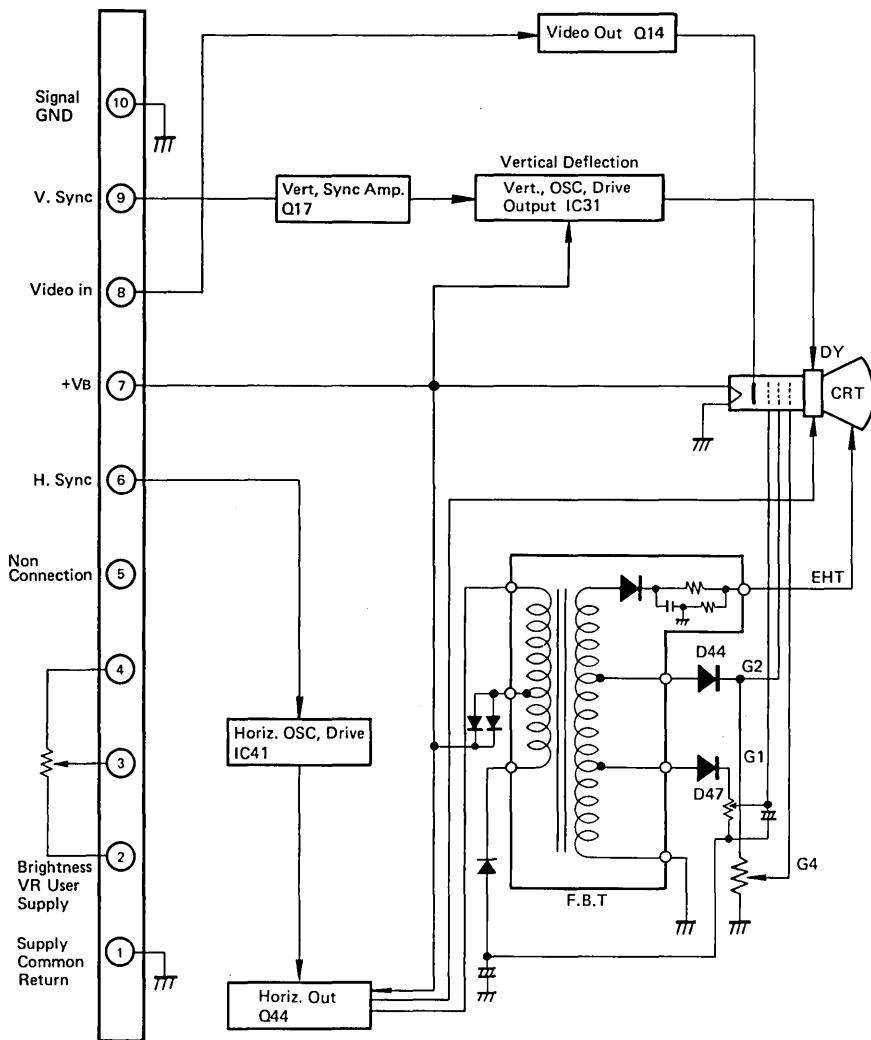 Video Out Q14
Signal
GND
10
Vertical Deflection
V. Sync
9
Vert, Sync Amp.
Q17
Vert., OSC, Drive
Output IC31
Video in
8
DY
+VB
7
CRT
H. Sync
6
Non
Connection
5
EHT
4
D44
G2
Horiz. OSC, Drive
IC41
3
G1
D47
2
Brightness
VR User
Supply
G4
F.B.T
1
Supply
Common
Return
Horiz. Out
Q44